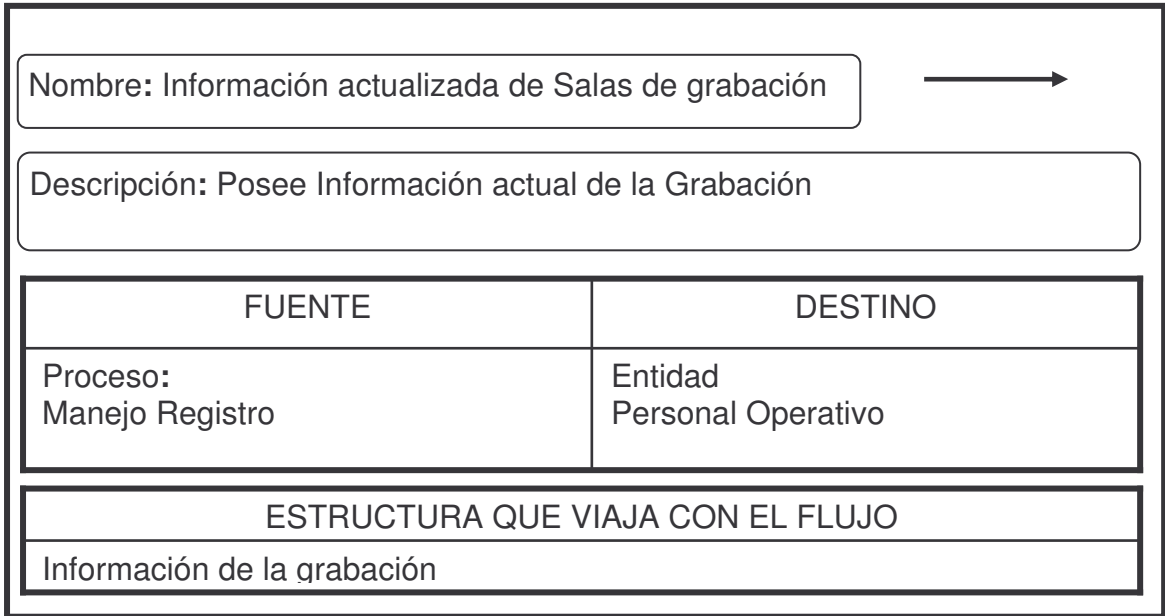 Nombre: Información actualizada de Salas de grabación
Descripción: Posee Información actual de la Grabación
FUENTE
DESTINO
Proceso:
Manejo Registro
Entidad
Personal Operativo
ESTRUCTURA QUE VIAJA CON EL FLUJO
Información de la grabación